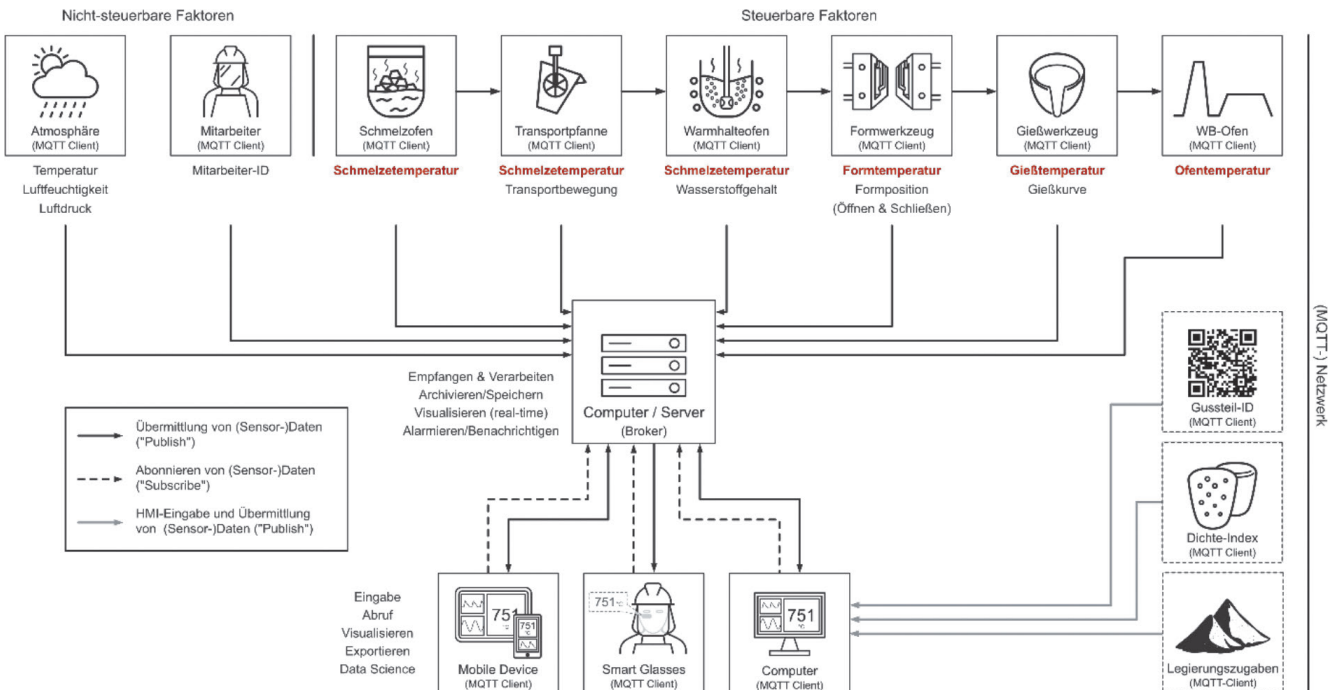 Nicht-steuerbare Faktoren
Steuerbare Faktoren
Atmosphäre
(MQTT Client)
Temperatur
Luftfeuchtigkeit
Luftdruck
Mitarbeiter
(MQTT Client)
Mitarbeiter-ID
Schmelzofen
(MQTT Client)
Schmelzetemperatur
Transportpfanne
(MQTT Client)
Schmelzetemperatur
Transportbewegung
Warmhalteofen
(MQTT Client)
Schmelzetemperatur
Wasserstoffgehalt
Formwerkzeug
(MQTT Client)
Formtemperatur
Formposition
(Öffnen & Schließen)
Gießwerkzeug
(MQTT Client)
Gießtemperatur
Gießkurve
WB-Ofen
(MQTT Client)
Ofentemperatur
(MQTT-) Netzwerk
Empfangen & Verarbeiten
Archivieren/Speichern
Visualisieren (real-time)
Alarmieren/Benachrichtigen
Computer / Server
(Broker)
Übermittlung von (Sensor-)Daten
("Publish")
Abonnieren von (Sensor-)Daten
("Subscribe")
HMI-Eingabe und Übermittlung
von (Sensor-)Daten ("Publish")
Gussteil-ID
(MQTT Client)
Dichte-Index
(MQTT Client)
Legierungszugaben
(MQTT-Client)
Eingabe
Abruf
Visualisieren
Exportieren
Data Science
751
°C
751
°C
Mobile Device
(MQTT Client)
751°C
Smart Glasses
(MQTT Client)
751
°C
Computer
(MQTT Client)